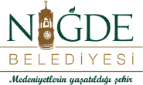 NİĞDE
BELEDİYESİ
Medeniyetlerin yaşatıldığı şehir